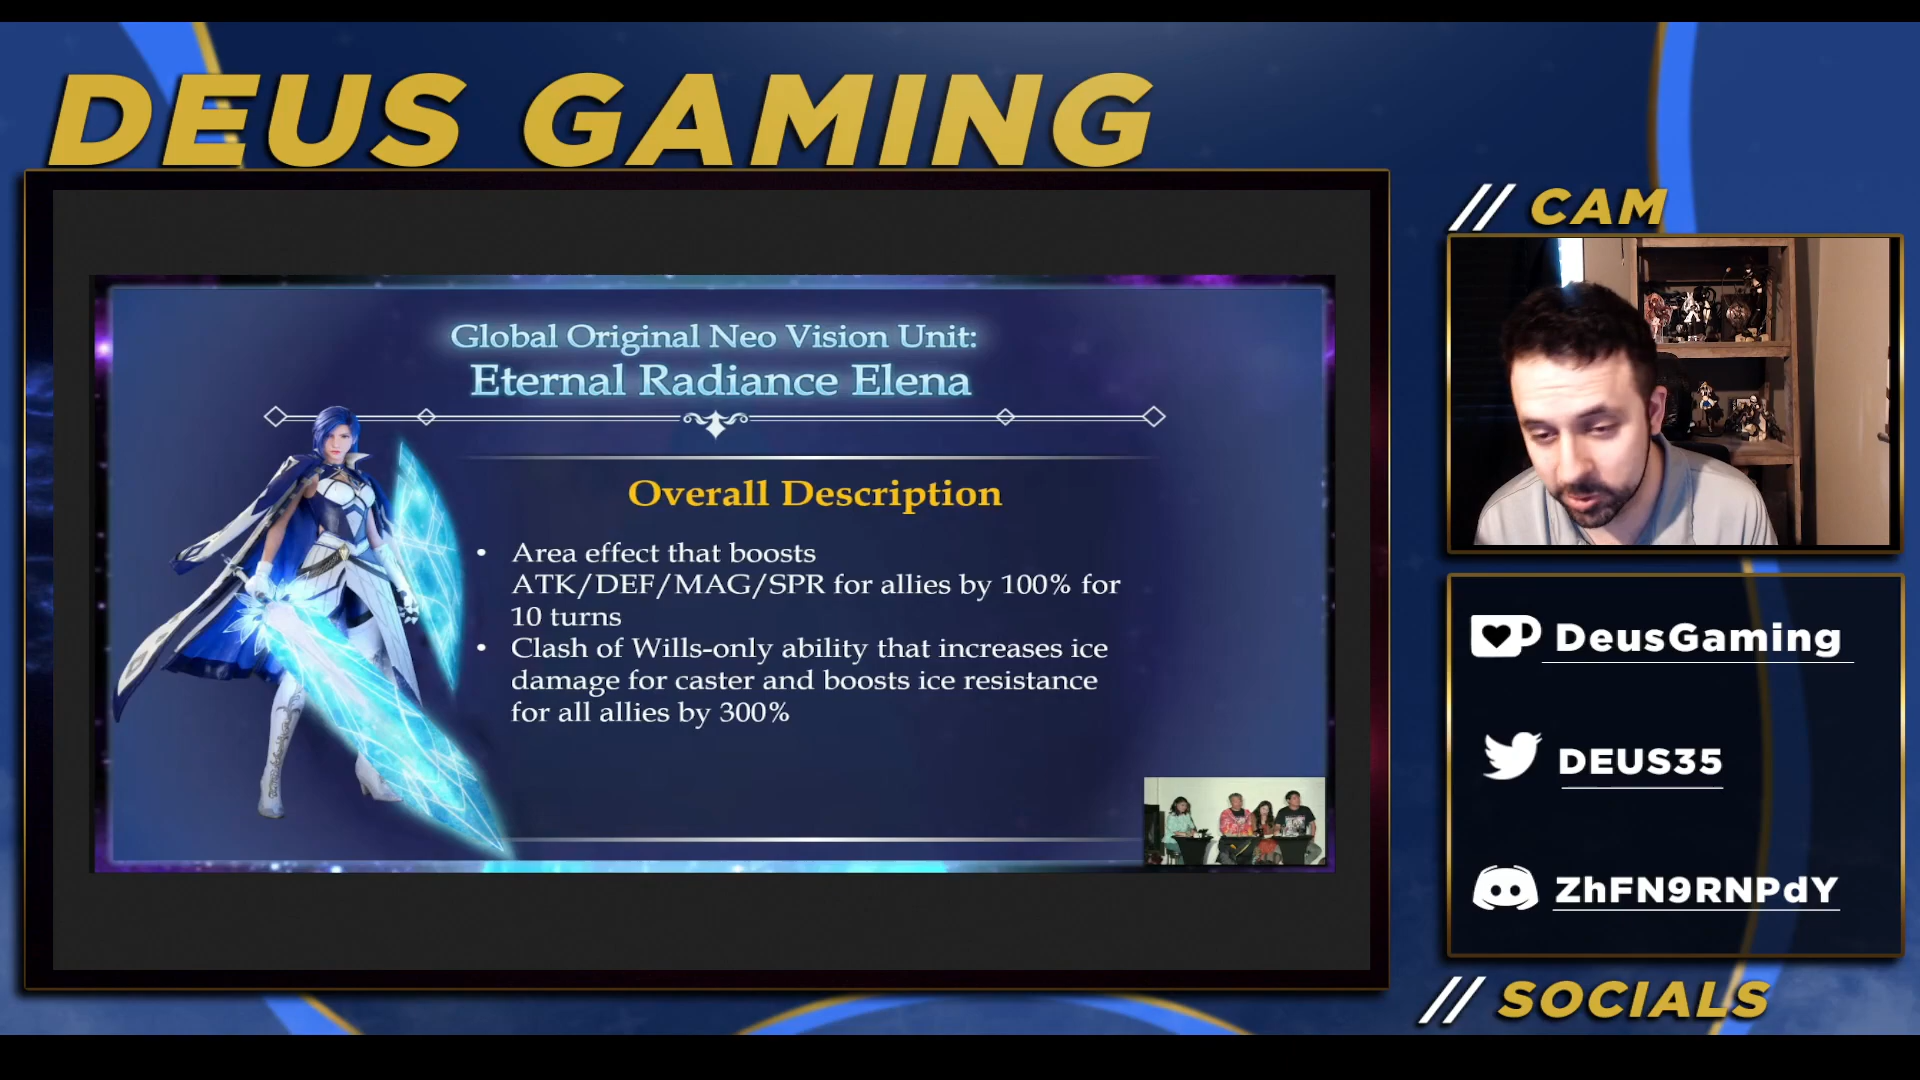 DEUS GAMING
// CAM
Global Original Neo Vision Unit:
Eternal Radiance Elena
Overall Description
• Area effect that boosts
ATK/DEF/MAG/SPR for allies by 100% for
10 turns
• Clash of Wills-only ability that increases ice
damage for caster and boosts ice resistance
for all allies by 300%
DeusGaming
DEUS35
ZhFN9RNPdY
// SOCIALS